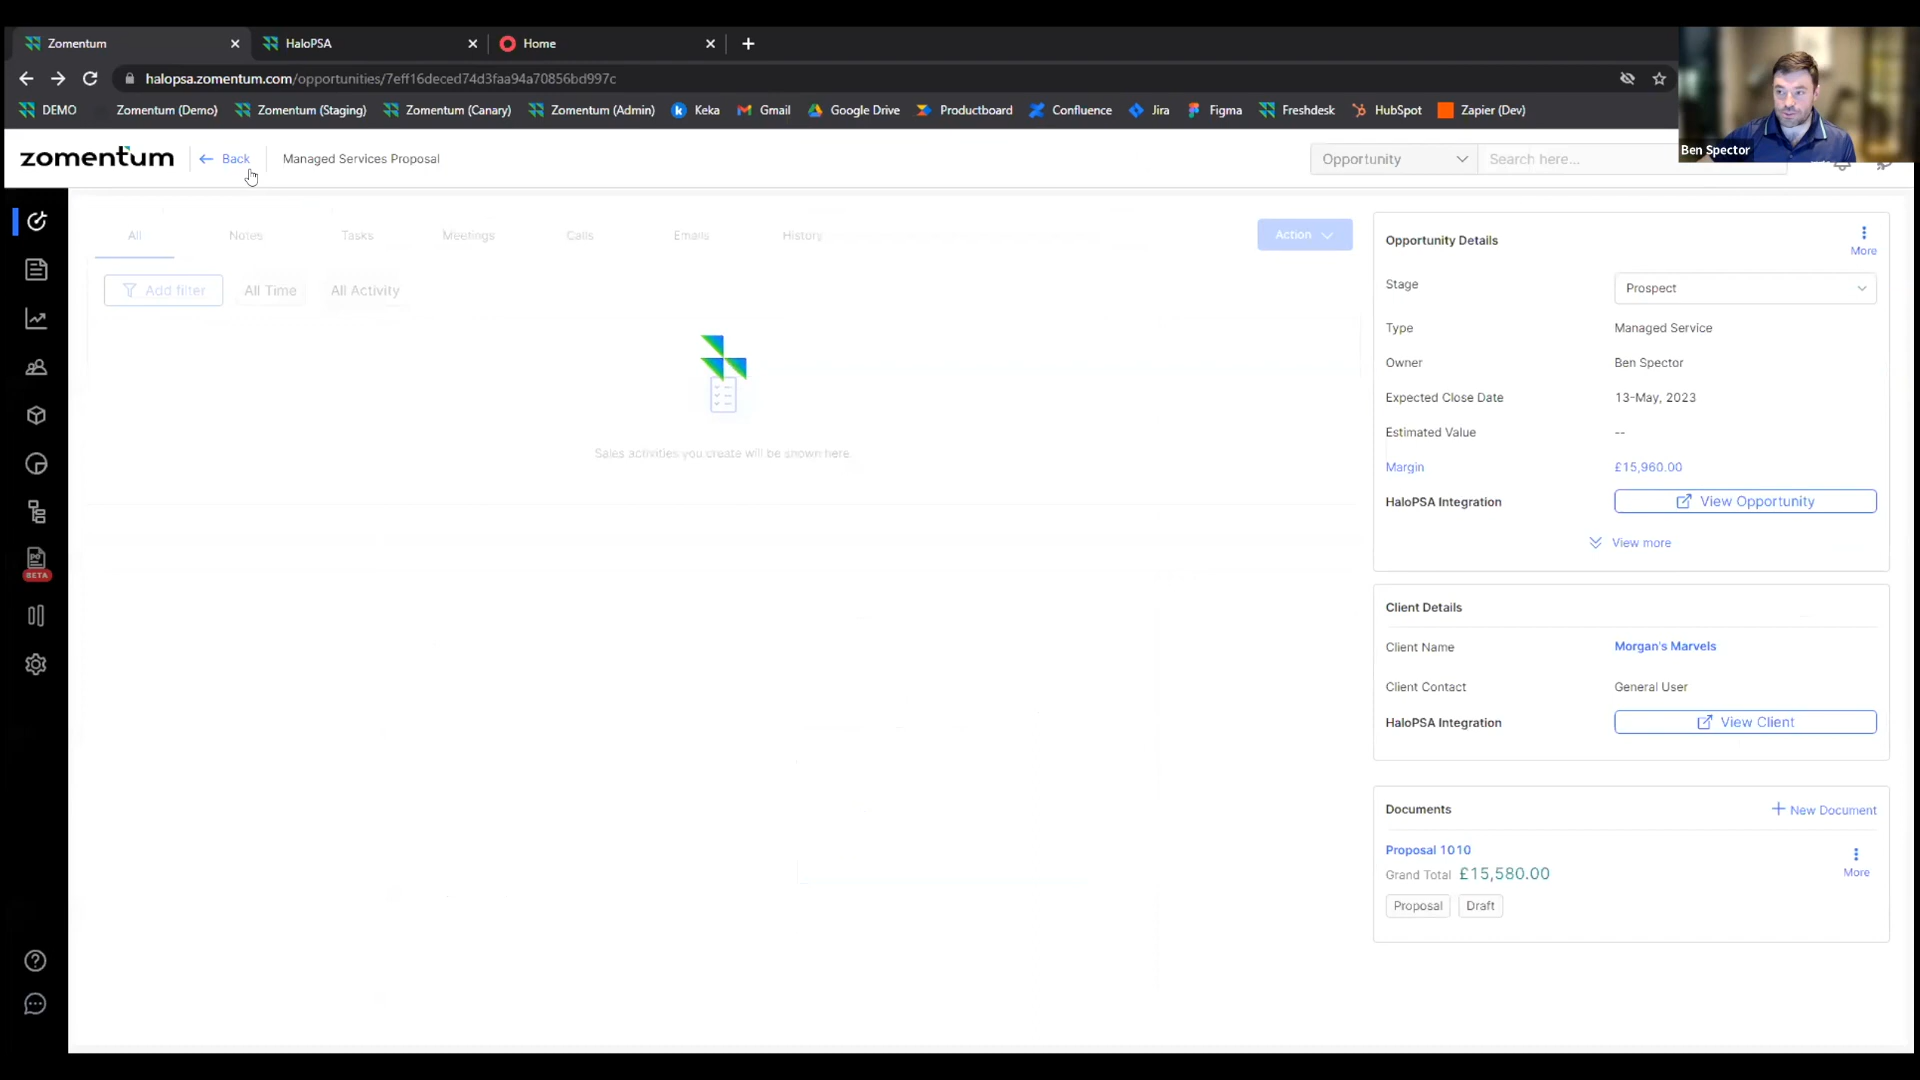 Zomentum
HaloPSA
Home
halopsa.zomentum.com/opportunities/7eff16deced74d3faa94a70856bd997c
DEMO Zomentum (Demo) Zomentum (Staging) Zomentum (Canary) Zomentum (Admin) Keka Gmail Google Drive Productboard Confluence Jira Figma Freshdesk HubSpot Zapier (Dev)
Ben Spector
zomentum Back Managed Services Proposal Opportunity Search here...
All Notes Tasks Meetings Calls Emails History Action
Add filter All Time All Activity
Sales activities you create will be shown here.
BETA
Opportunity Details
More
Stage Prospect
Type Managed Service
Owner Ben Spector
Expected Close Date 13-May, 2023
Estimated Value --
Margin £15,960.00
HaloPSA Integration View Opportunity
View more
Client Details
Client Name Morgan's Marvels
Client Contact General User
HaloPSA Integration View Client
Documents + New Document
Proposal 1010
Grand Total £15,580.00
More
Proposal Draft